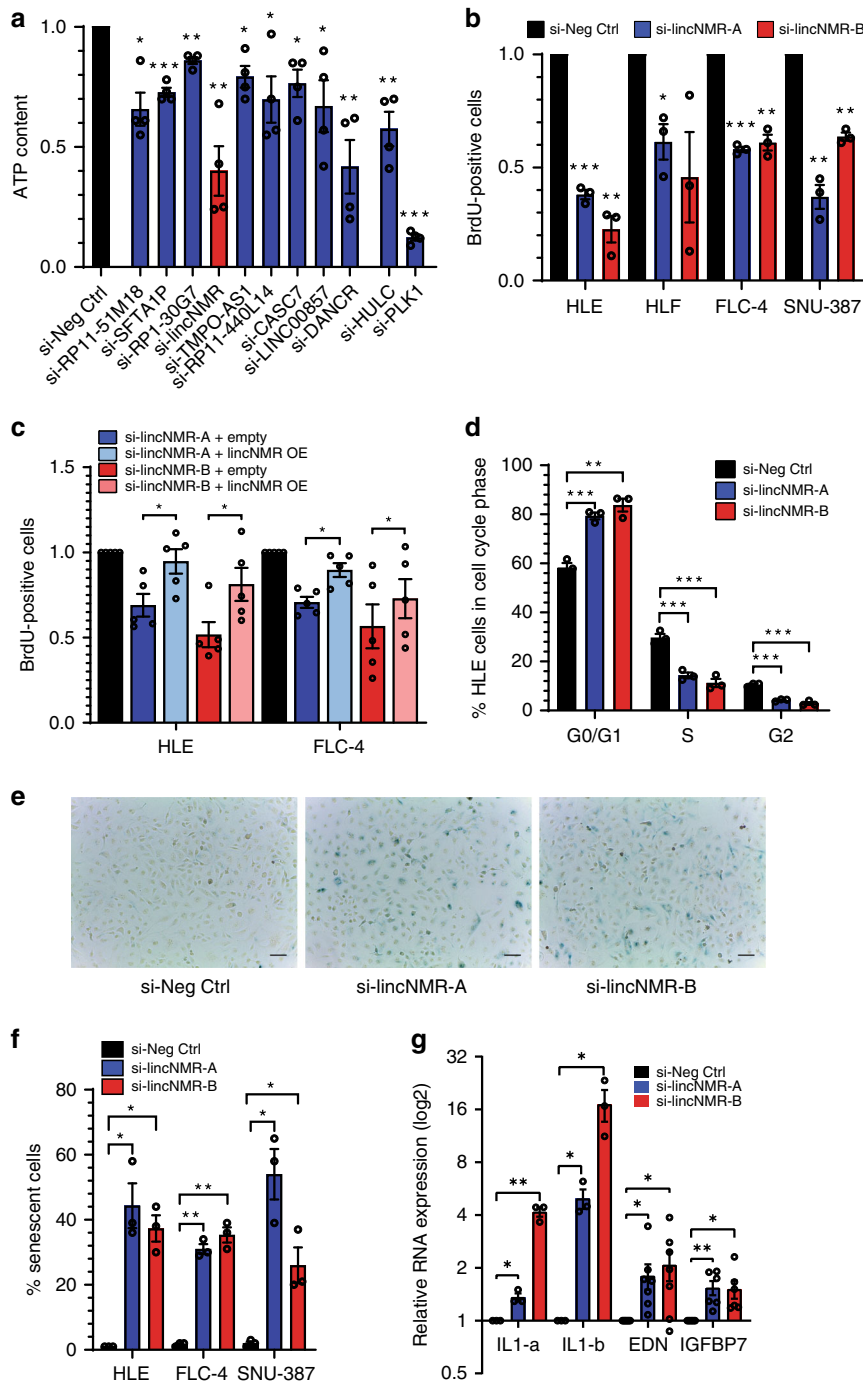 a
ATP content
1.0
0.5
0.0
*
***
**
**
*
*
*
*
**
**
***
si-Neg Ctrl
si-RP11-51M18
si-SFTA1P
si-RP1-30G7
si-lincNMR
si-TMPO-AS1
si-RP11-440L14
si-CASC7
si-LINC00857
si-DANCR
si-HULC
si-PLK1
b
si-Neg Ctrl
si-lincNMR-A
si-lincNMR-B
BrdU-positive cells
1.0
0.5
0.0
***
**
*
***
**
**
**
HLE
HLF
FLC-4
SNU-387
c
si-lincNMR-A + empty
si-lincNMR-A + lincNMR OE
si-lincNMR-B + empty
si-lincNMR-B + lincNMR OE
BrdU-positive cells
1.5
1.0
0.5
0.0
*
*
*
*
HLE
FLC-4
d
si-Neg Ctrl
si-lincNMR-A
si-lincNMR-B
% HLE cells in cell cycle phase
100
80
60
40
20
0
**
***
***
***
***
***
G0/G1
S
G2
e
si-Neg Ctrl
si-lincNMR-A
si-lincNMR-B
f
si-Neg Ctrl
si-lincNMR-A
si-lincNMR-B
% senescent cells
80
60
40
20
0
*
*
**
**
*
*
HLE
FLC-4
SNU-387
g
si-Neg Ctrl
si-lincNMR-A
si-lincNMR-B
Relative RNA expression (log2)
32
16
8
4
2
1
0.5
**
*
*
*
*
*
*
**
IL1-a
IL1-b
EDN
IGFBP7